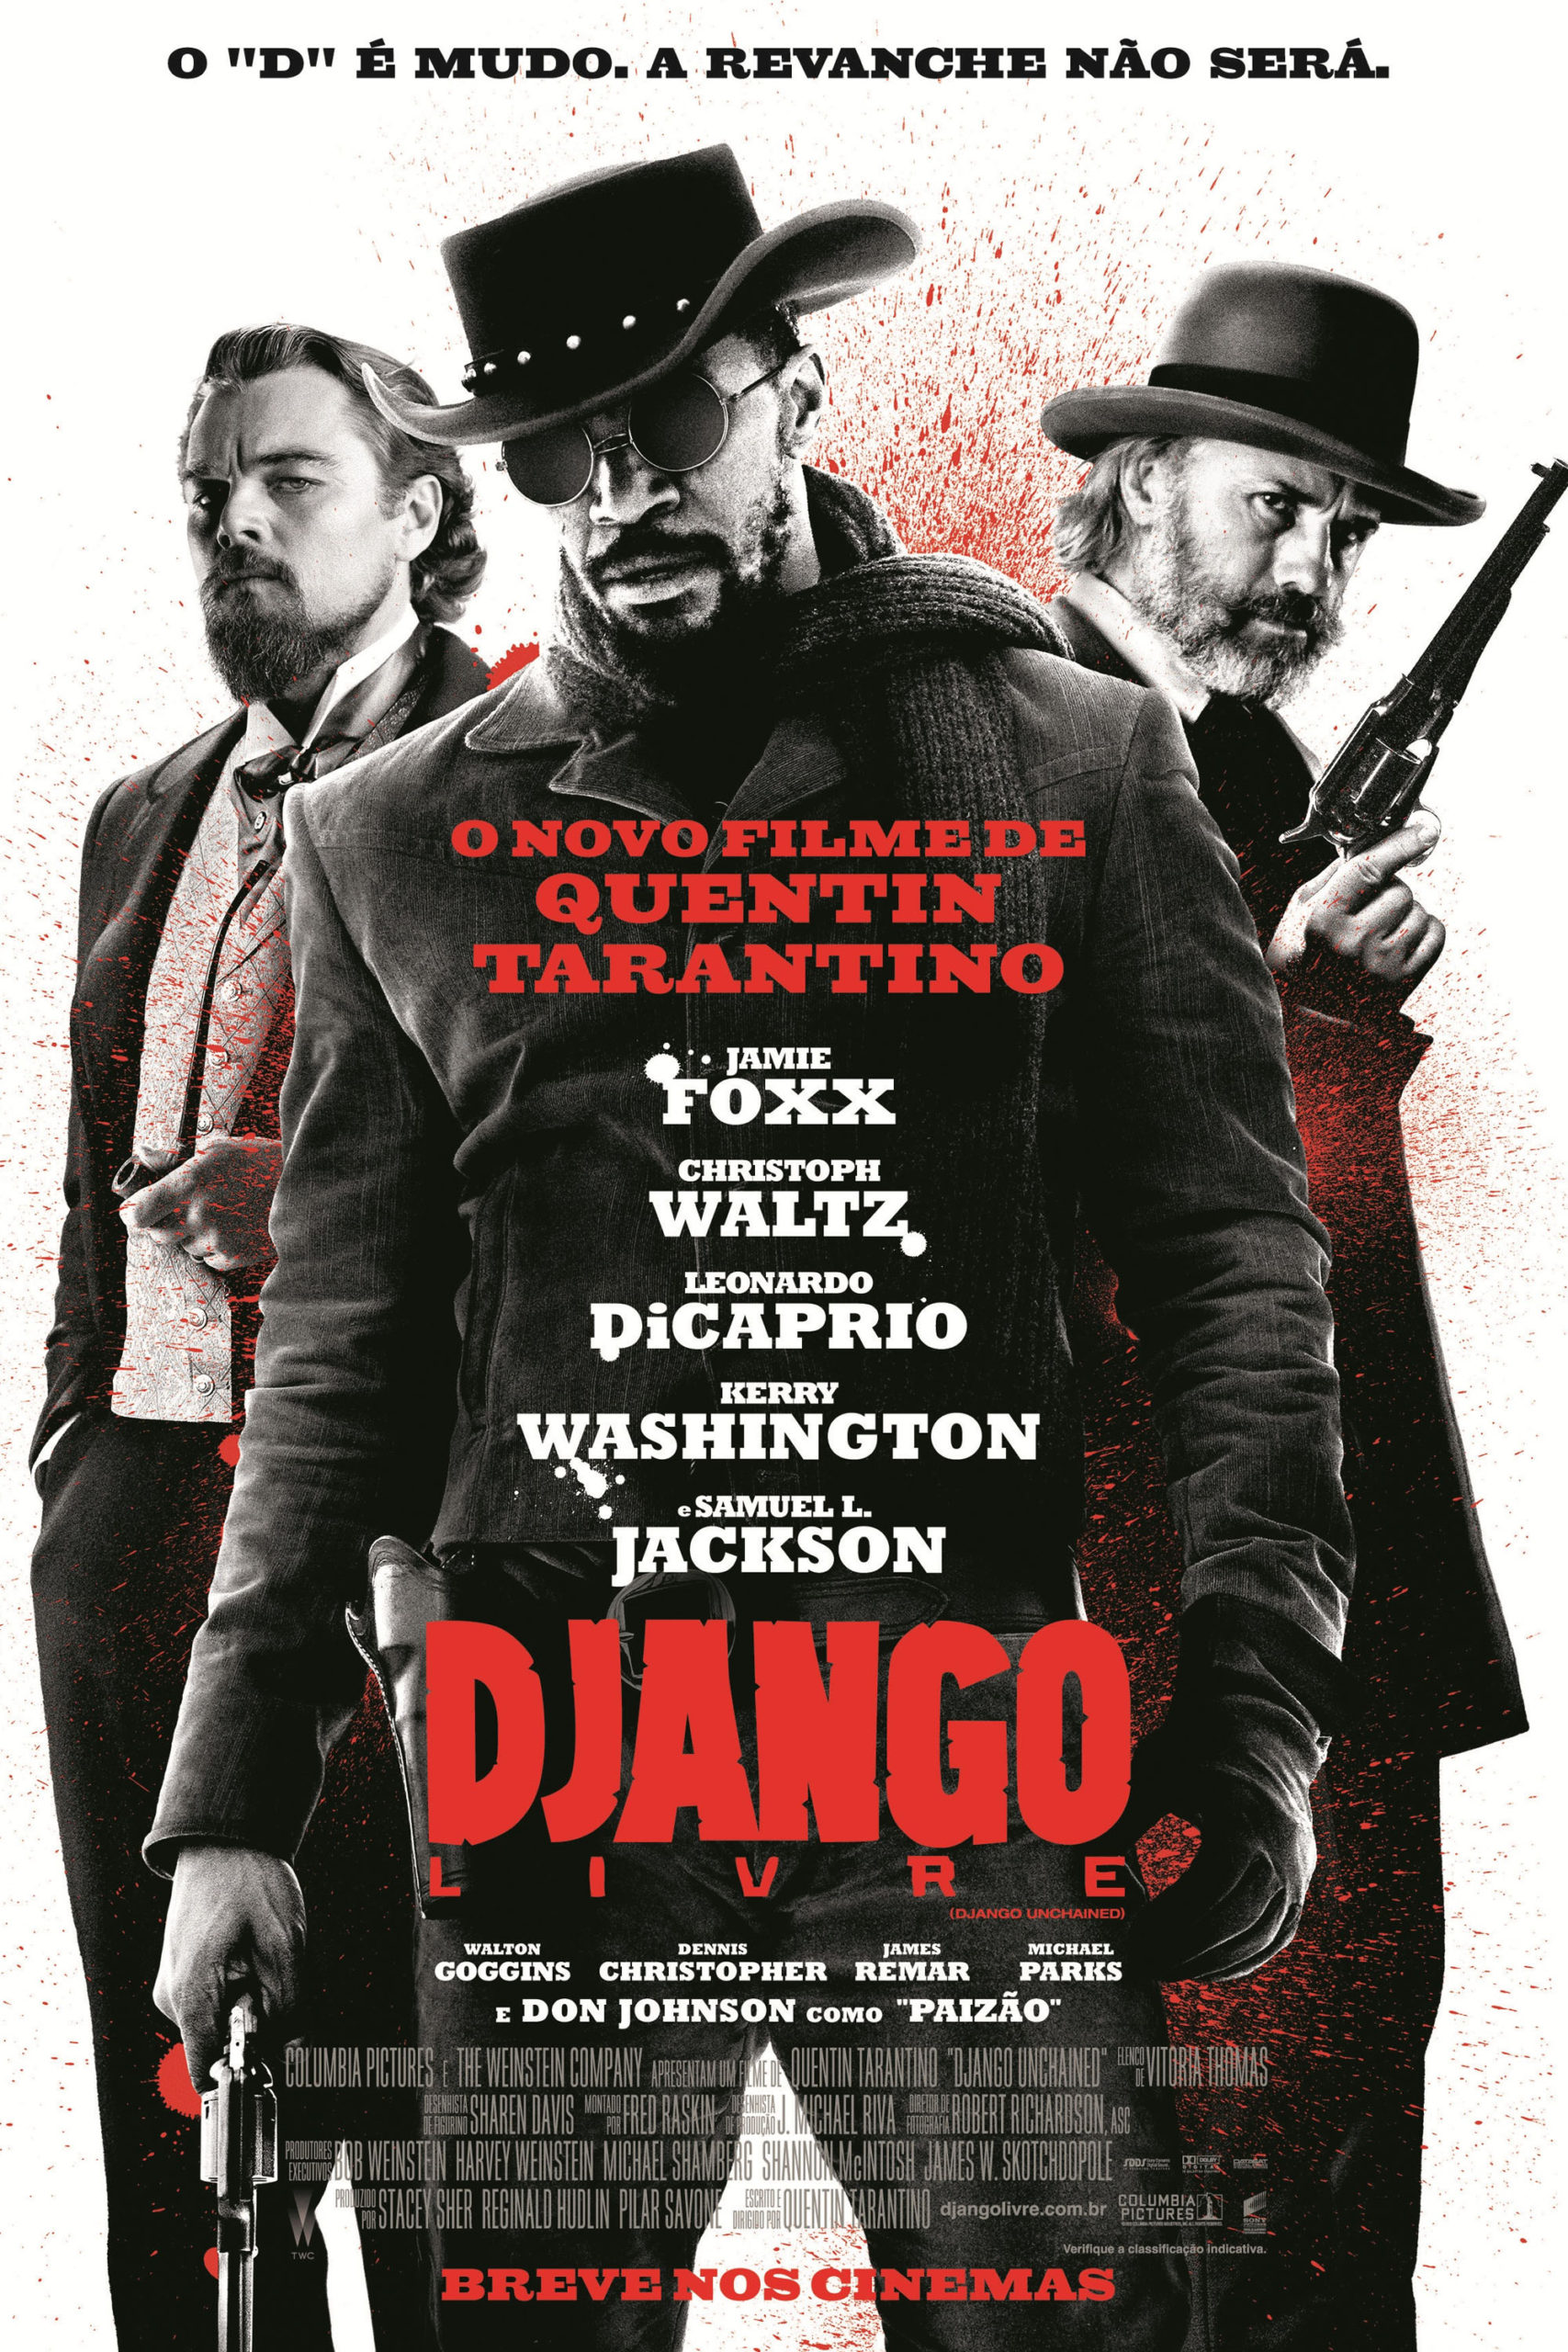 O "D" É MUDO. A REVANCHE NÃO SERÁ.
O NOVO FILME DE
QUENTIN
TARANTINO
JAMIE
FOXX
CHRISTOPH
WALTZ
LEONARDO
DiCAPRIO
KERRY
WASHINGTON
e SAMUEL L.
JACKSON
DJANGO
LIVRE
(DJANGO UNCHAINED)
WALTON GOGGINS DENNIS CHRISTOPHER JAMES REMAR MICHAEL PARKS
E DON JOHNSON COMO "PAIZÃO"
COLUMBIA PICTURES E THE WEINSTEIN COMPANY APRESENTAM UM FILME DE QUENTIN TARANTINO "DJANGO UNCHAINED" ELENCO DE VITORIA THOMAS
DESENHISTA DE FIGURINO SHAREN DAVIS MONTADO POR FRED RASKIN DESENHISTA DE PRODUÇÃO J. MICHAEL RIVA DIRETOR DE FOTOGRAFIA ROBERT RICHARDSON, ASC
PRODUTORES EXECUTIVOS BOB WEINSTEIN HARVEY WEINSTEIN MICHAEL SHAMBERG SHANNON McINTOSH JAMES W. SKOTCHDOPOLE
PRODUZIDO POR STACEY SHER REGINALD HUDLIN PILAR SAVONE ESCRITO E DIRIGIDO POR QUENTIN TARANTINO djangolivre.com.br COLUMBIA PICTURES SONY
TWC
Verifique a classificação indicativa.
BREVE NOS CINEMAS